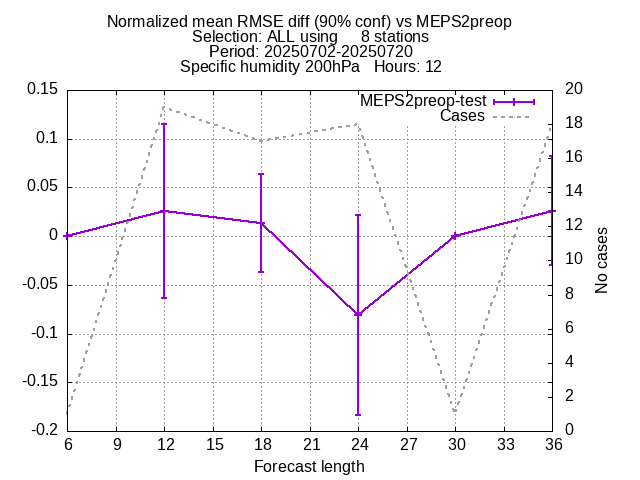 Normalized mean RMSE diff (90% conf) vs MEPS2preop
Selection: ALL using 8 stations
Period: 20250702-20250720
Specific humidity 200hPa Hours: 12
MEPS2preop-test
Cases
0.15
0.1
0.05
0
-0.05
-0.1
-0.15
-0.2
20
18
16
14
12
10
8
6
4
2
0
No cases
6 9 12 15 18 21 24 27 30 33 36
Forecast length